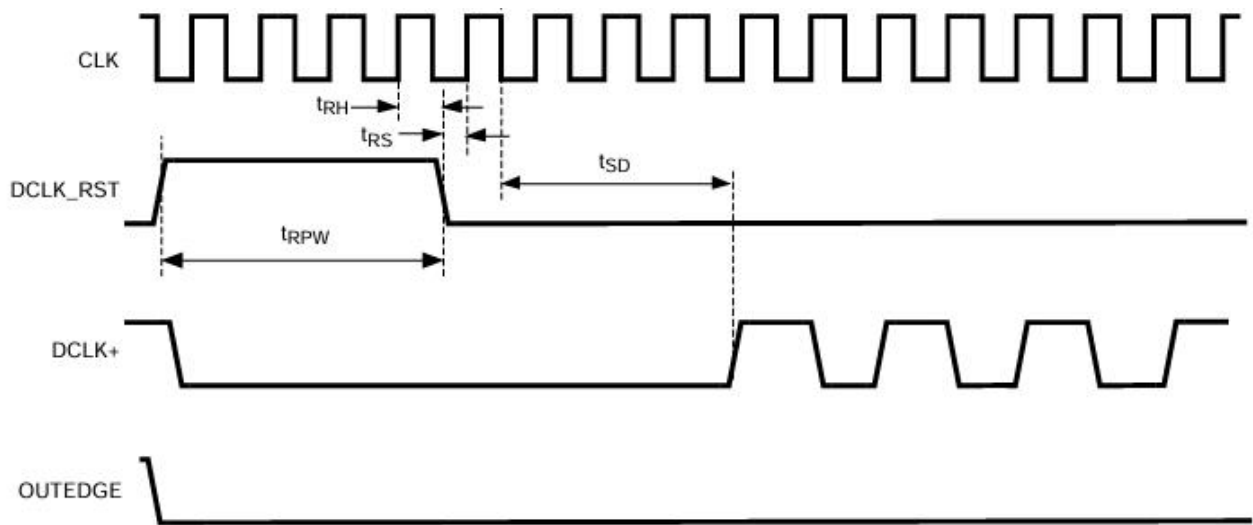 CLK
tRH
tRS
DCLK_RST
tSD
tRPW
DCLK+
OUTEDGE